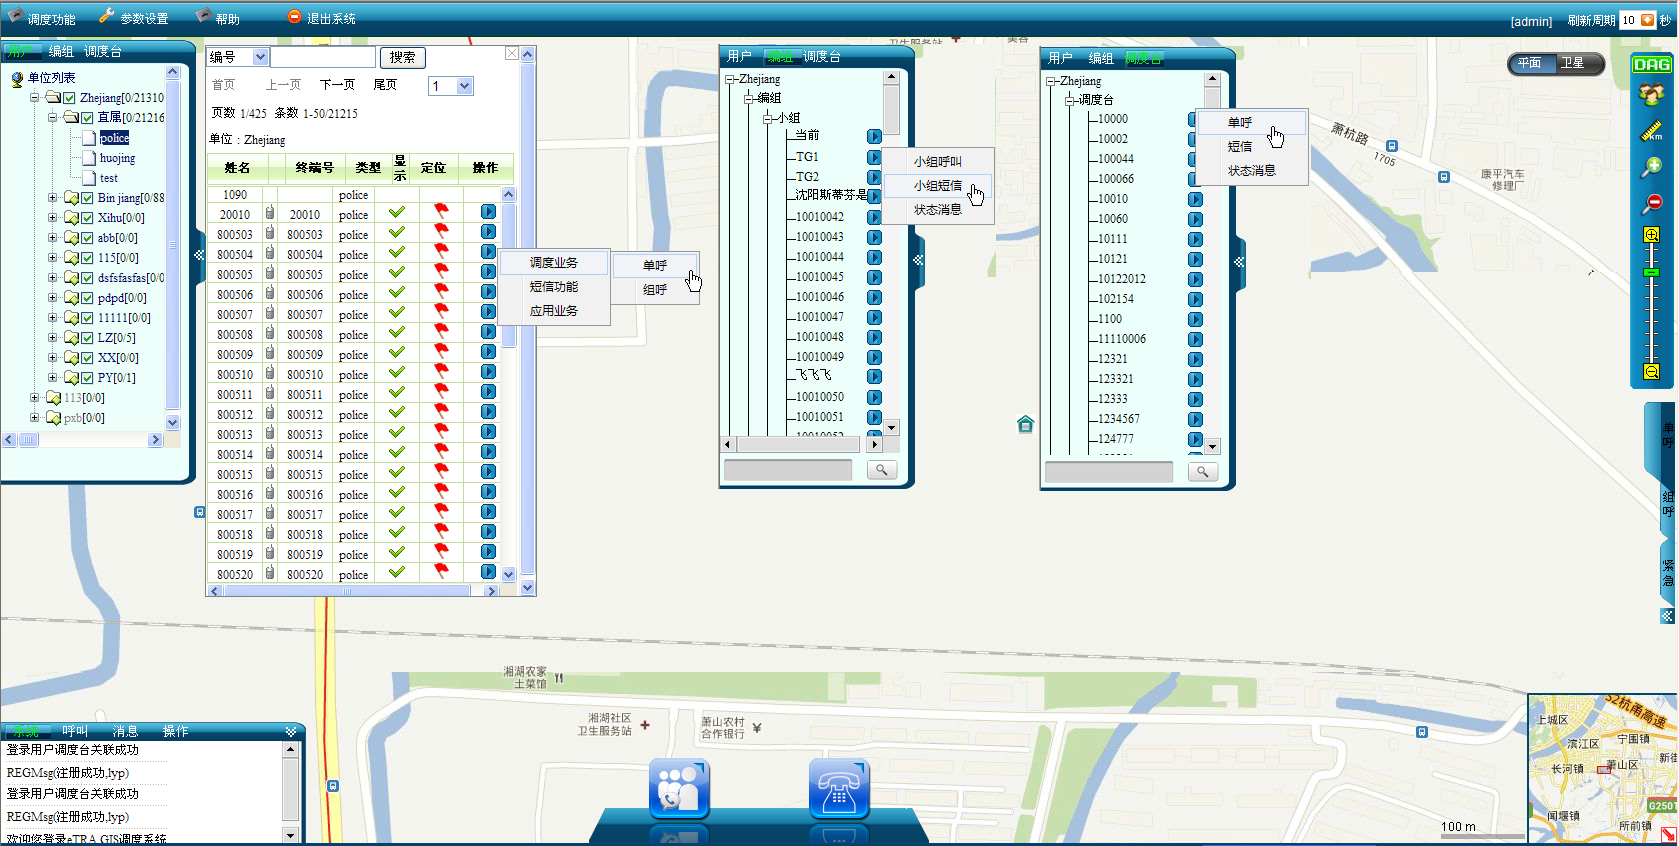 调度功能 参数设置 帮助 退出系统 [admin] 刷新周期 10 秒
用户 编组 调度台
单位列表
Zhejiang[0/21310
直属[0/21216
police
huojing
test
Bin jiang[0/88
Xihu[0/0]
abb[0/0]
115[0/0]
dsfsfasfas[0/0
pdpd[0/0]
11111[0/0]
LZ[0/5]
XX[0/0]
PY[0/1]
113[0/0]
pxb[0/0]
编号 搜索
首页 上一页 下一页 尾页 1
页数 1/425 条数 1-50/21215
单位：Zhejiang
姓名 终端号 类型 显示 定位 操作
1090 police
20010 20010 police
800503 800503 police
800504 800504 police
800505 800505 police
800506 800506 police
800507 800507 police
800508 800508 police
800509 800509 police
800510 800510 police
800511 800511 police
800512 800512 police
800513 800513 police
800514 800514 police
800515 800515 police
800516 800516 police
800517 800517 police
800518 800518 police
800519 800519 police
800520 800520 police
调度业务
短信功能
应用业务
单呼
组呼
用户 编组 调度台
Zhejiang
编组
小组
当前
TG1
TG2
沈阳斯蒂芬是
10010042
10010043
10010044
10010045
10010046
10010047
10010048
10010049
飞飞飞
10010050
10010051
10010052
小组呼叫
小组短信
状态消息
用户 编组 调度台
Zhejiang
调度台
10000
10002
100044
100066
10010
10060
10111
10121
10122012
102154
1100
11110006
12321
123321
12333
1234567
124777
单呼
短信
状态消息
平面 卫星
DAG
km
萧杭路
1705
康平汽车
修理厂
卫生服务站
单呼
组呼
紧急
湘湖农家
土菜馆
湘湖社区
卫生服务站
萧山农村
合作银行
系统 呼叫 消息 操作
登录用户调度台关联成功
REGMsg(注册成功,lyp)
登录用户调度台关联成功
REGMsg(注册成功,lyp)
欢迎您登录eTRA GIS调度系统
100 m
S2杭甬高速
上城区
滨江区
宁围镇
长河镇
萧山区
新街
G2501
闻堰镇
所前镇